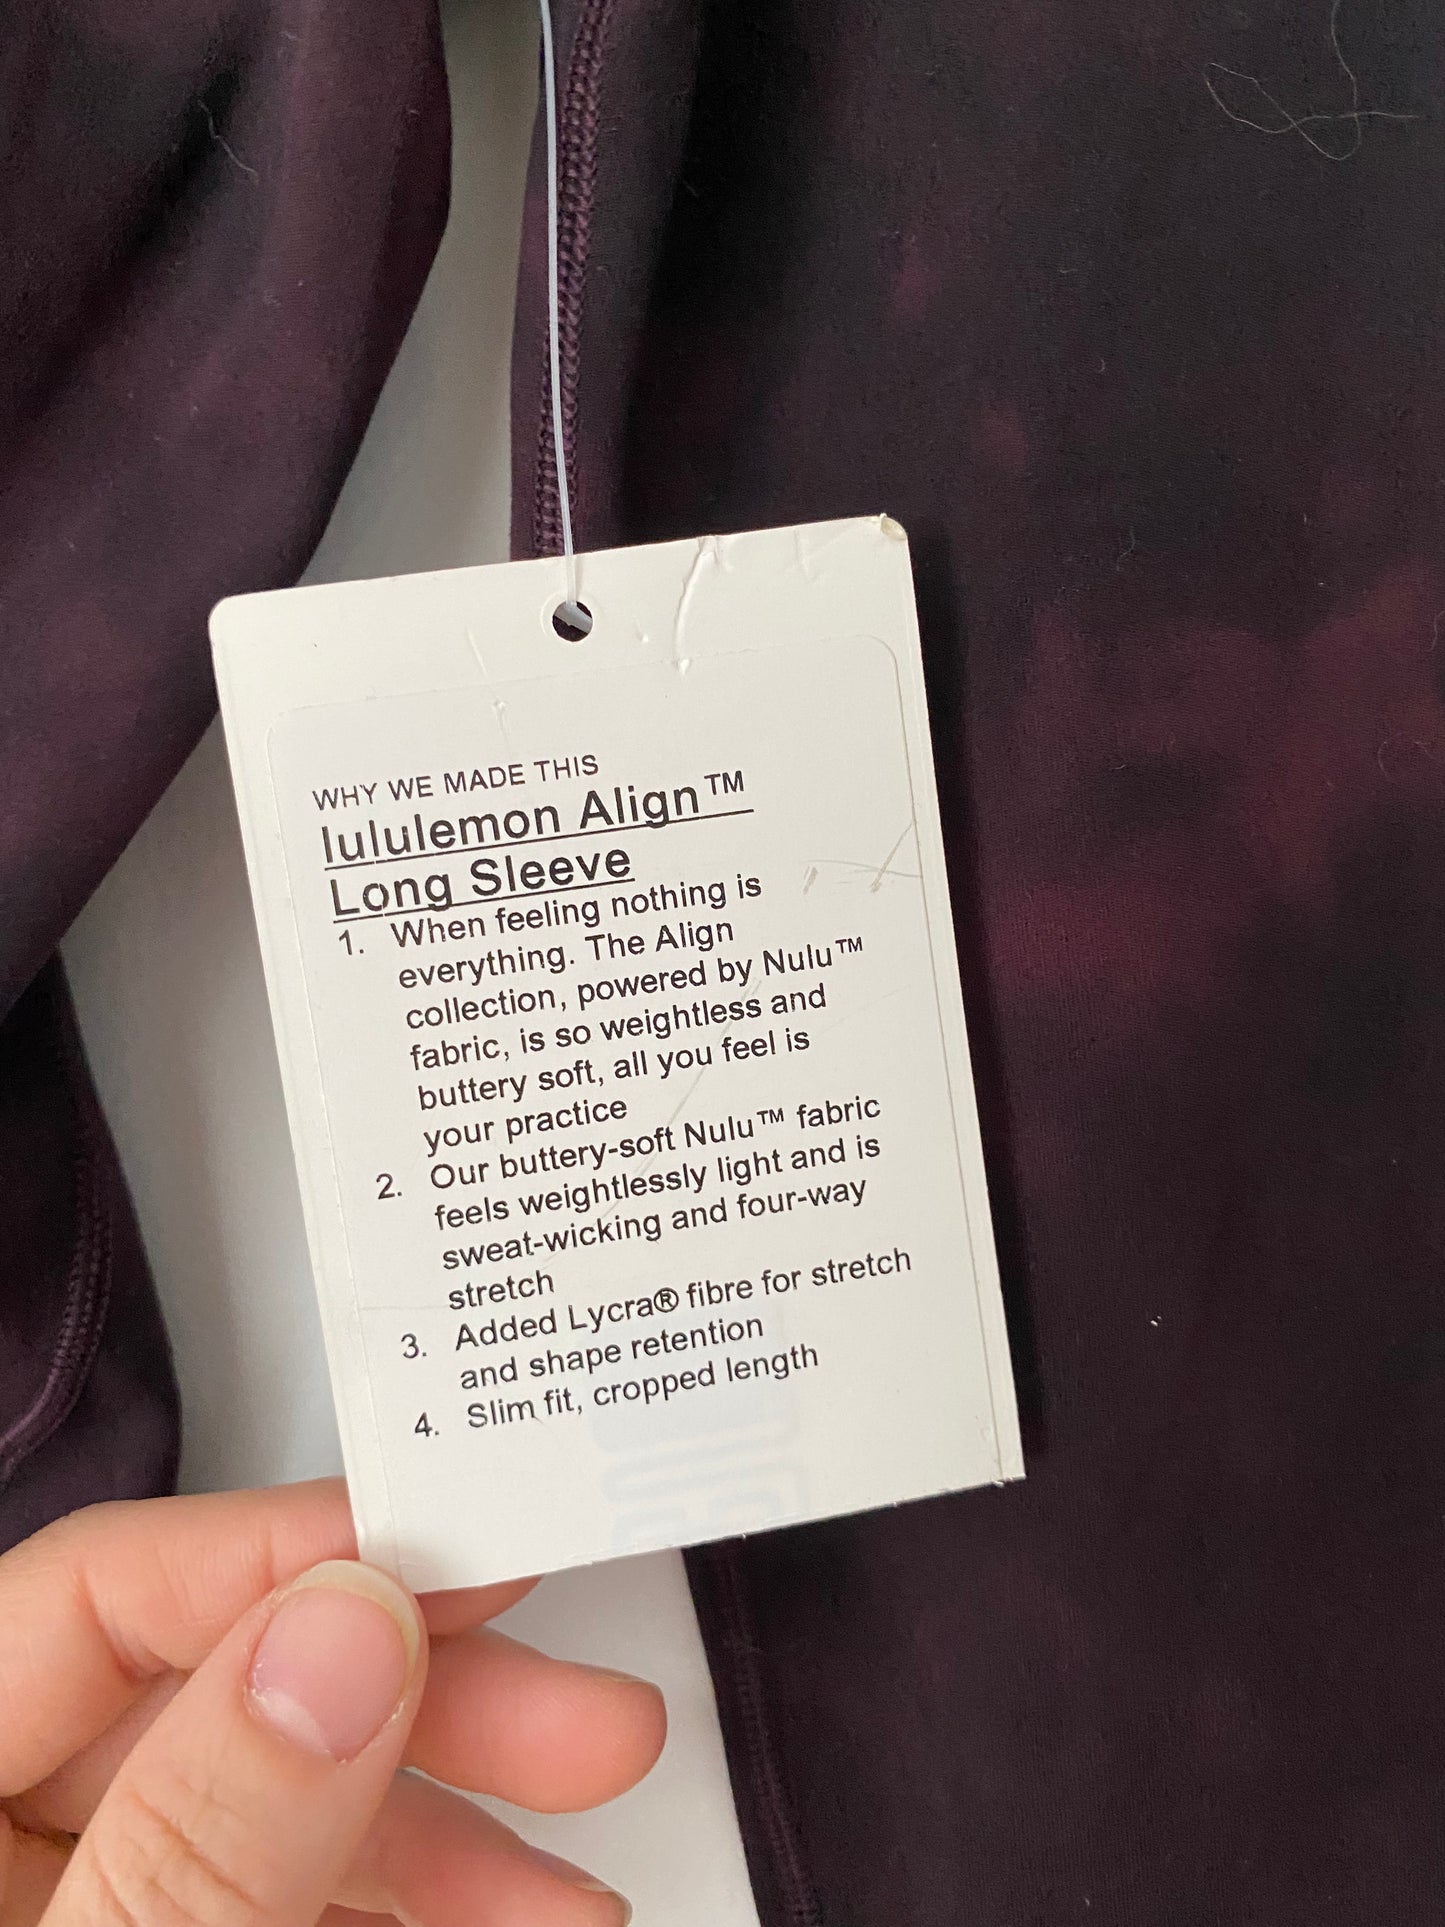 WHY WE MADE THIS
lululemon Align™
Long Sleeve
1. When feeling nothing is
everything. The Align
collection, powered by Nulu™
fabric, is so weightless and
buttery soft, all you feel is
your practice
2. Our buttery-soft Nulu™ fabric
feels weightlessly light and is
sweat-wicking and four-way
stretch
3. Added Lycra® fibre for stretch
and shape retention
4. Slim fit, cropped length